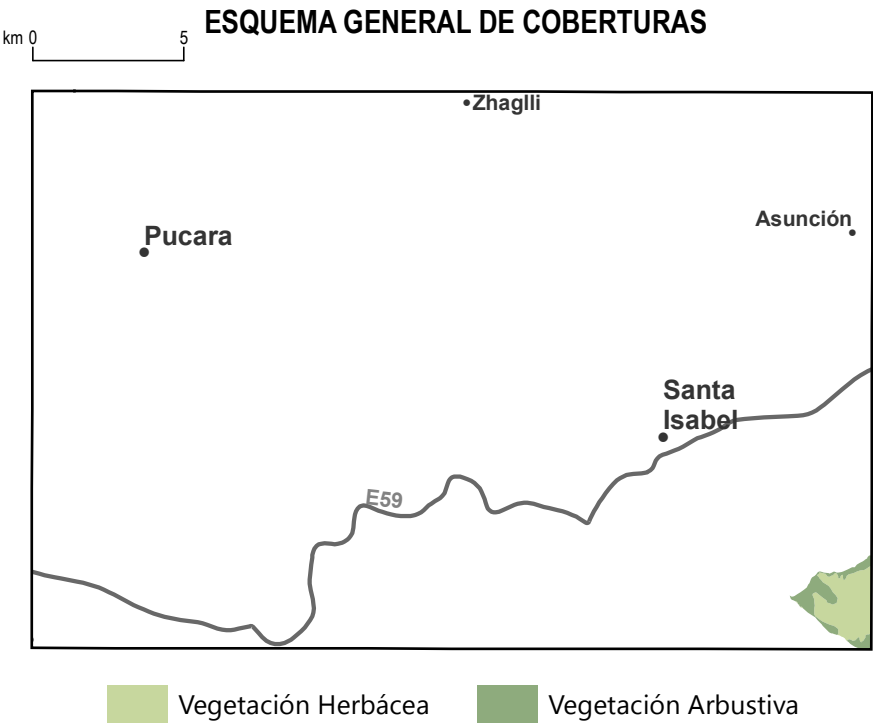 ESQUEMA GENERAL DE COBERTURAS
km 0 5
Zhaglli
Asunción
Pucara
Santa
Isabel
E59
Vegetación Herbácea
Vegetación Arbustiva